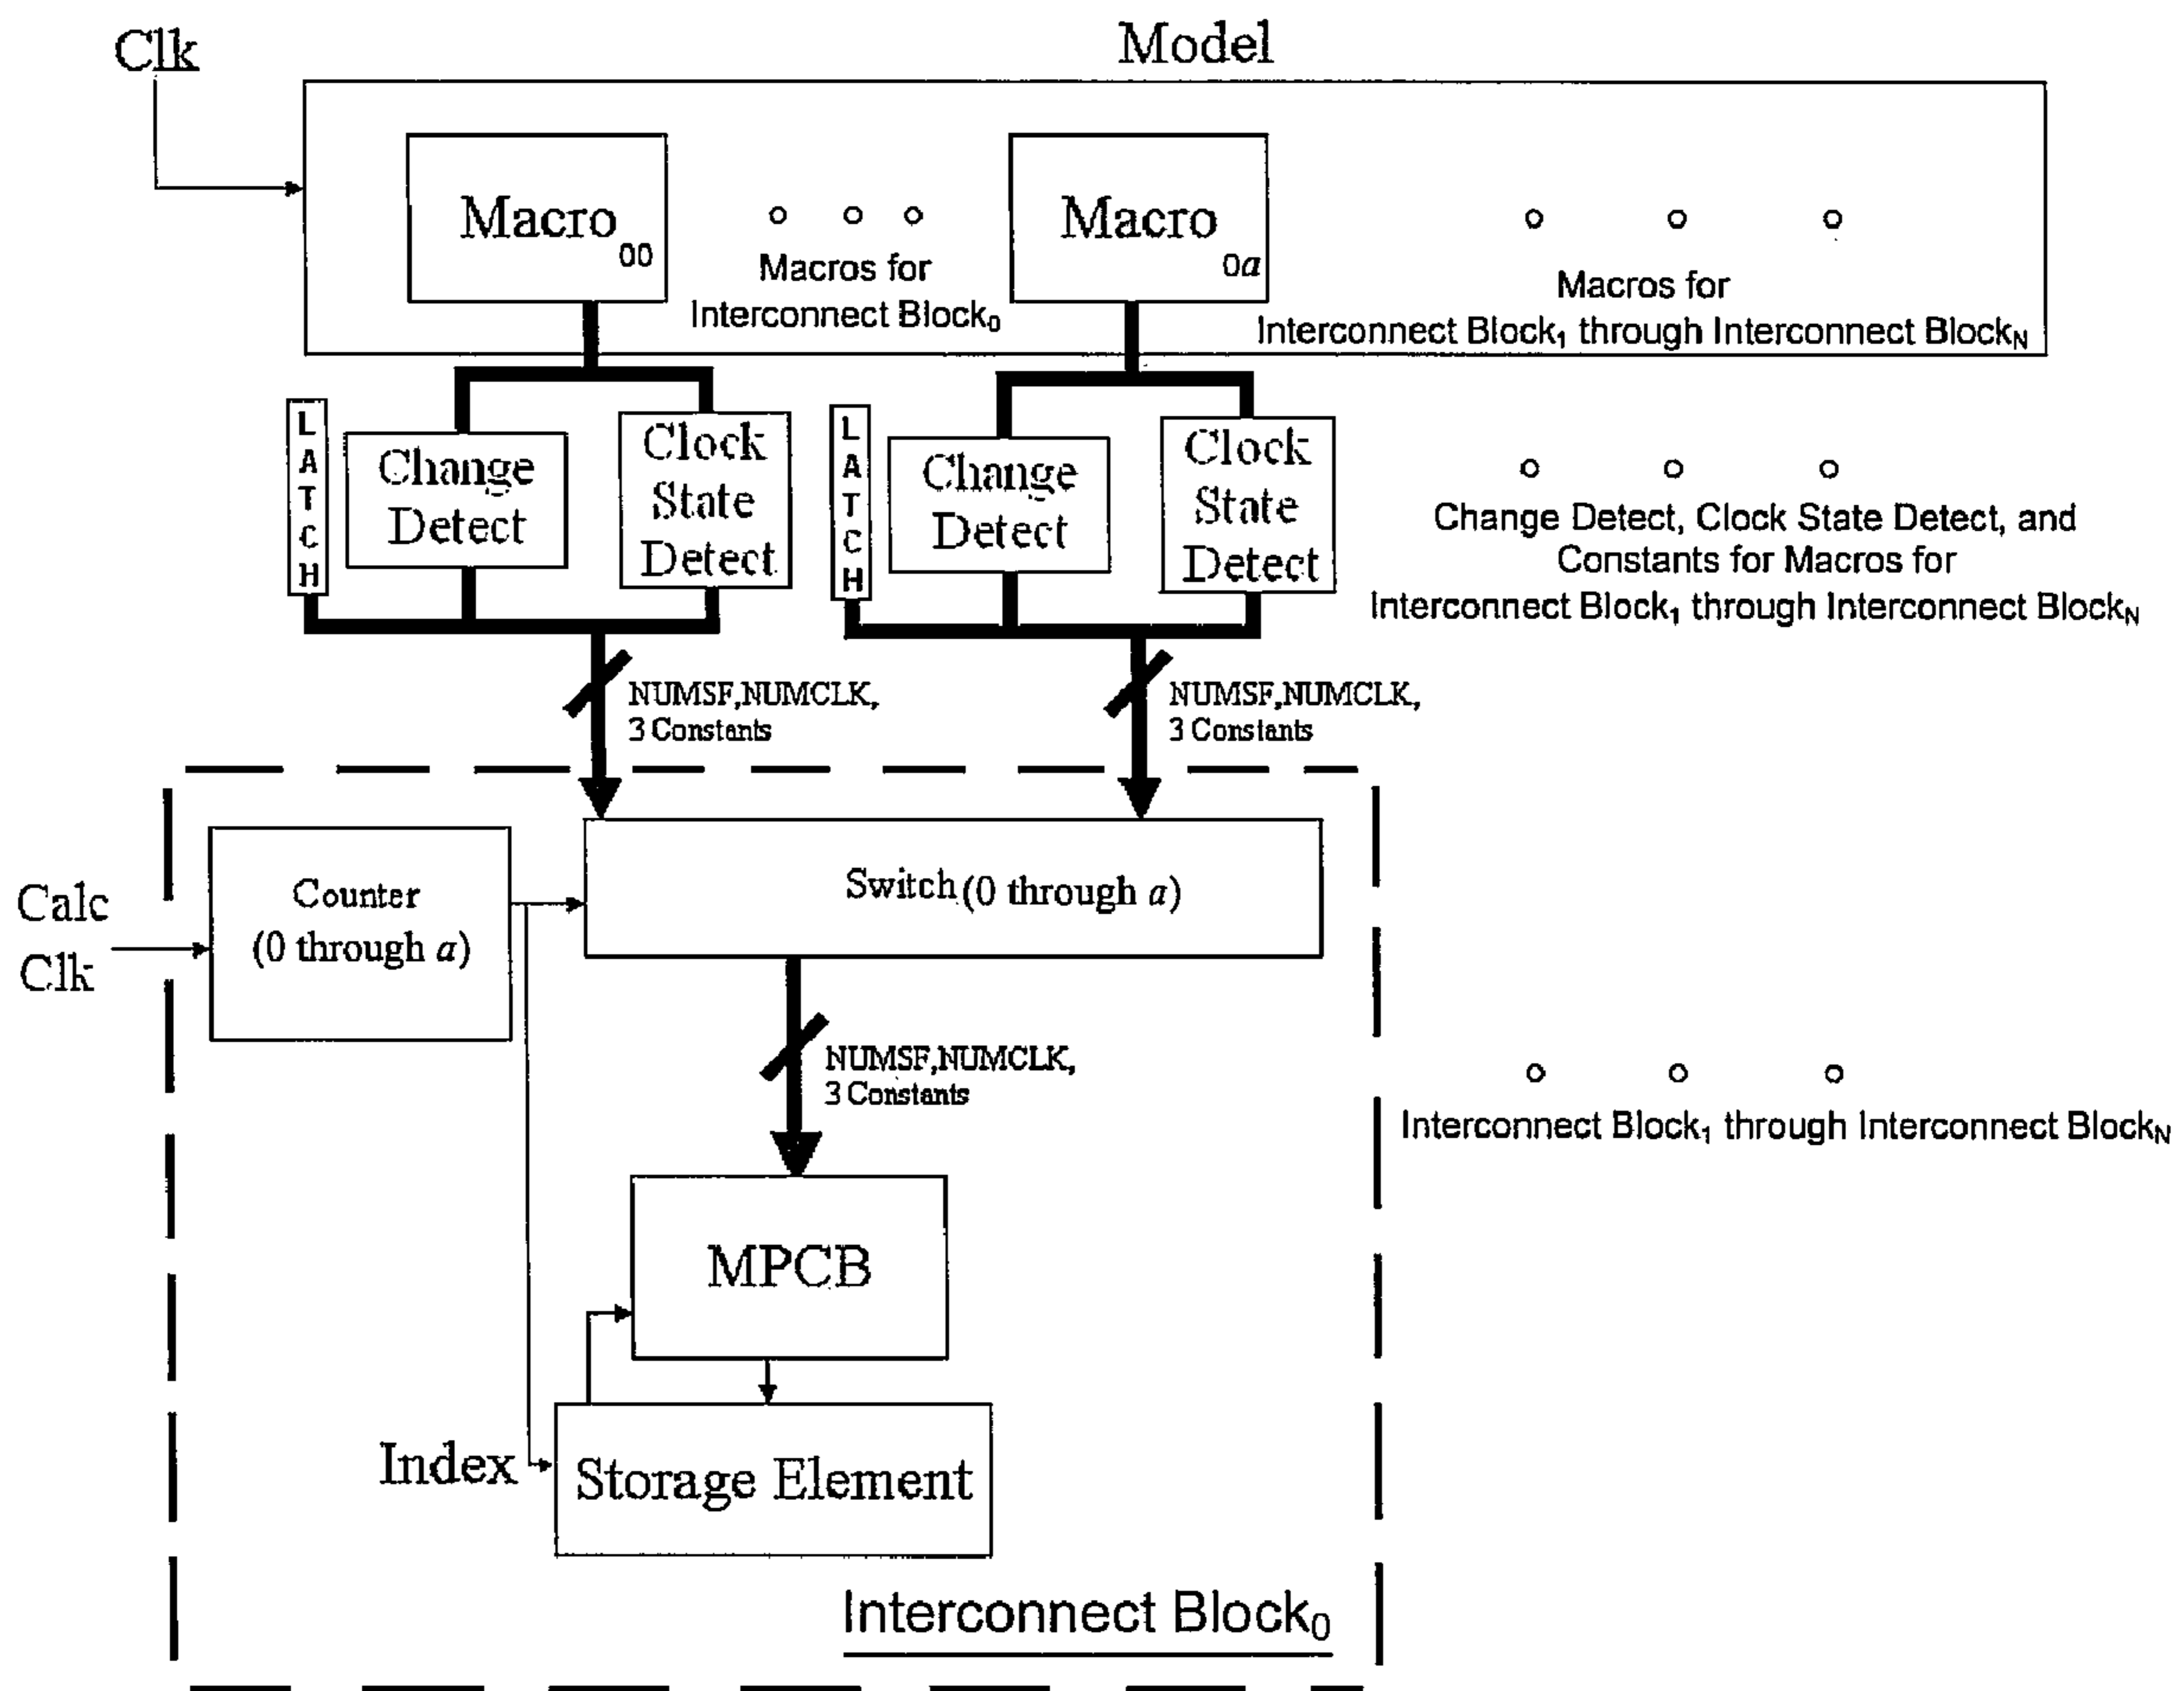 Clk
Model
Macro 00
Macros for
Interconnect Block0
Macro 0a
Macros for
Interconnect Block1 through Interconnect BlockN
LATCH
Change
Detect
Clock
State
Detect
LATCH
Change
Detect
Clock
State
Detect
Change Detect, Clock State Detect, and
Constants for Macros for
Interconnect Block1 through Interconnect BlockN
NUMSF,NUMCLK,
3 Constants
NUMSF,NUMCLK,
3 Constants
Calc
Clk
Counter
(0 through a)
Switch (0 through a)
NUMSF,NUMCLK,
3 Constants
Interconnect Block1 through Interconnect BlockN
MPCB
Index
Storage Element
Interconnect Block0